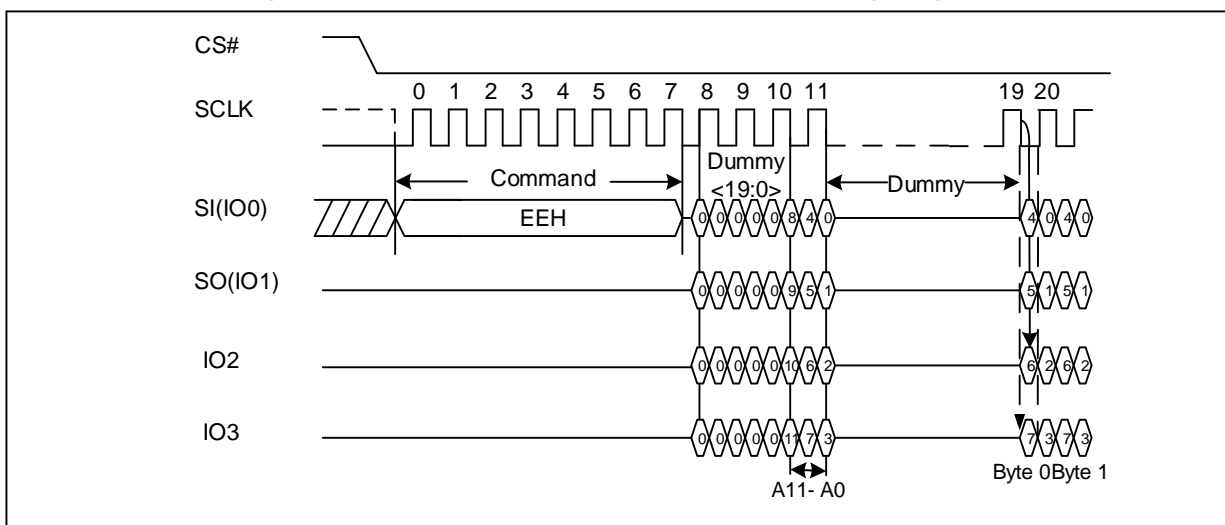 CS#
0 1 2 3 4 5 6 7 8 9 10 11 19 20
SCLK
Dummy
Command <19:0> Dummy
SI(IO0) EEH 0 0 0 0 0 8 4 0 4 0 4 0
SO(IO1) 0 0 0 0 0 9 5 1 5 1 5 1
IO2 0 0 0 0 0 10 6 2 6 2 6 2
IO3 0 0 0 0 0 11 7 3 7 3 7 3
Byte 0 Byte 1
A11- A0